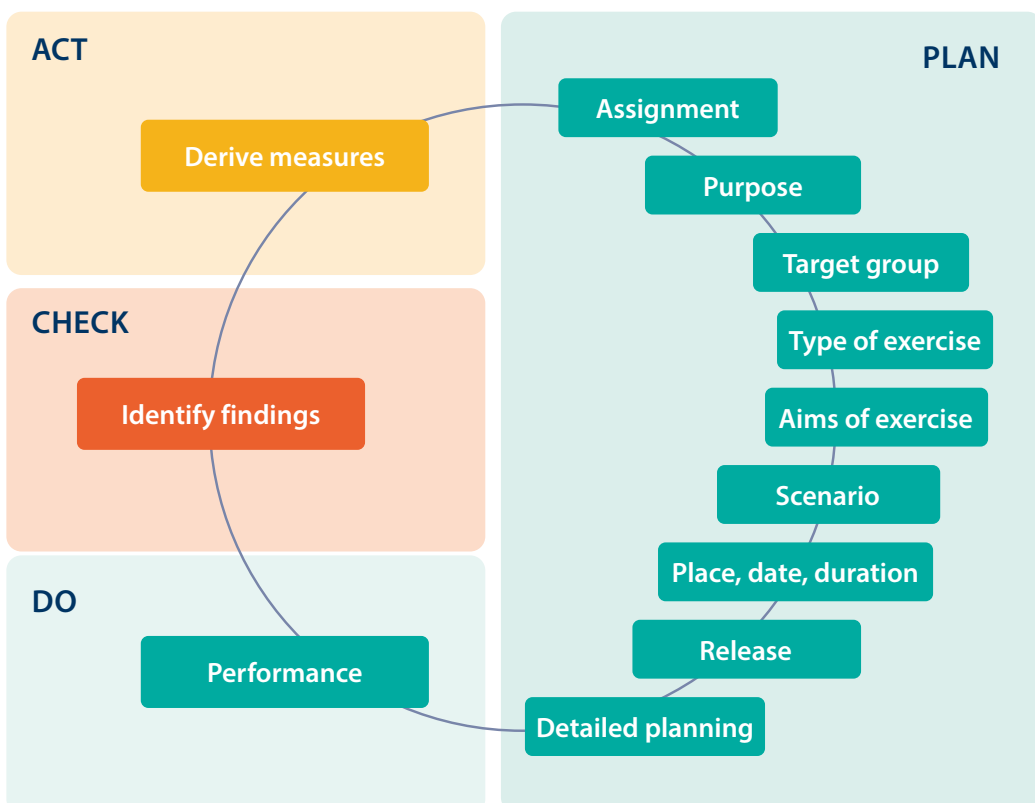 ACT
Derive measures
CHECK
Identify findings
DO
Performance
PLAN
Assignment
Purpose
Target group
Type of exercise
Aims of exercise
Scenario
Place, date, duration
Release
Detailed planning